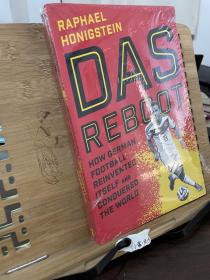 RAPHAEL
HONIGSTEIN
DAS
REBOOT
HOW GERMAN
FOOTBALL
REINVENTED
ITSELF AND
CONQUERED
THE WORLD